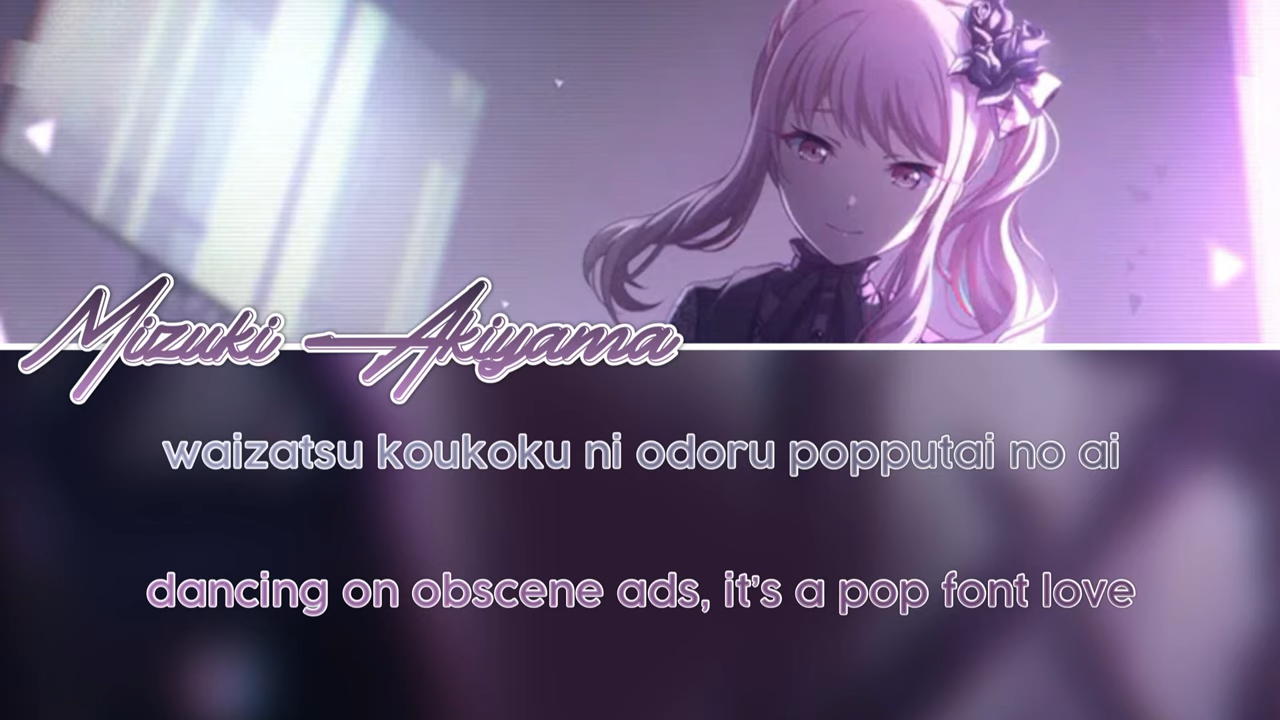 Mizuki Akiyama
waizatsu koukoku ni odoru popputai no ai
dancing on obscene ads, it's a pop font love